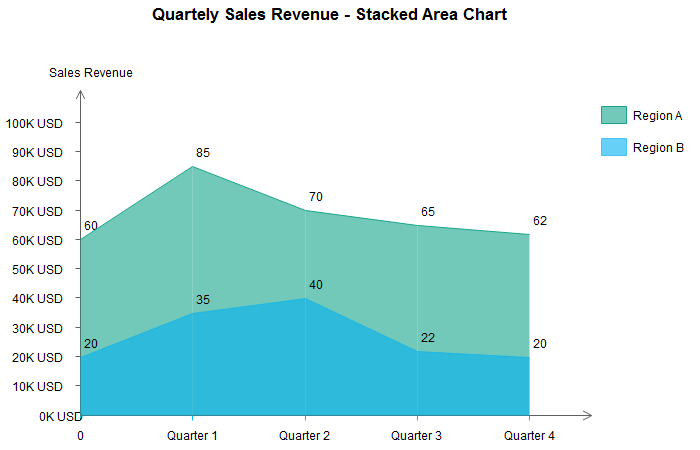 Quartely Sales Revenue - Stacked Area Chart
Sales Revenue
100K USD
90K USD
80K USD
70K USD
60K USD
50K USD
40K USD
30K USD
20K USD
10K USD
0K USD
60
85
70
65
62
20
35
40
22
20
0
Quarter 1
Quarter 2
Quarter 3
Quarter 4
Region A
Region B